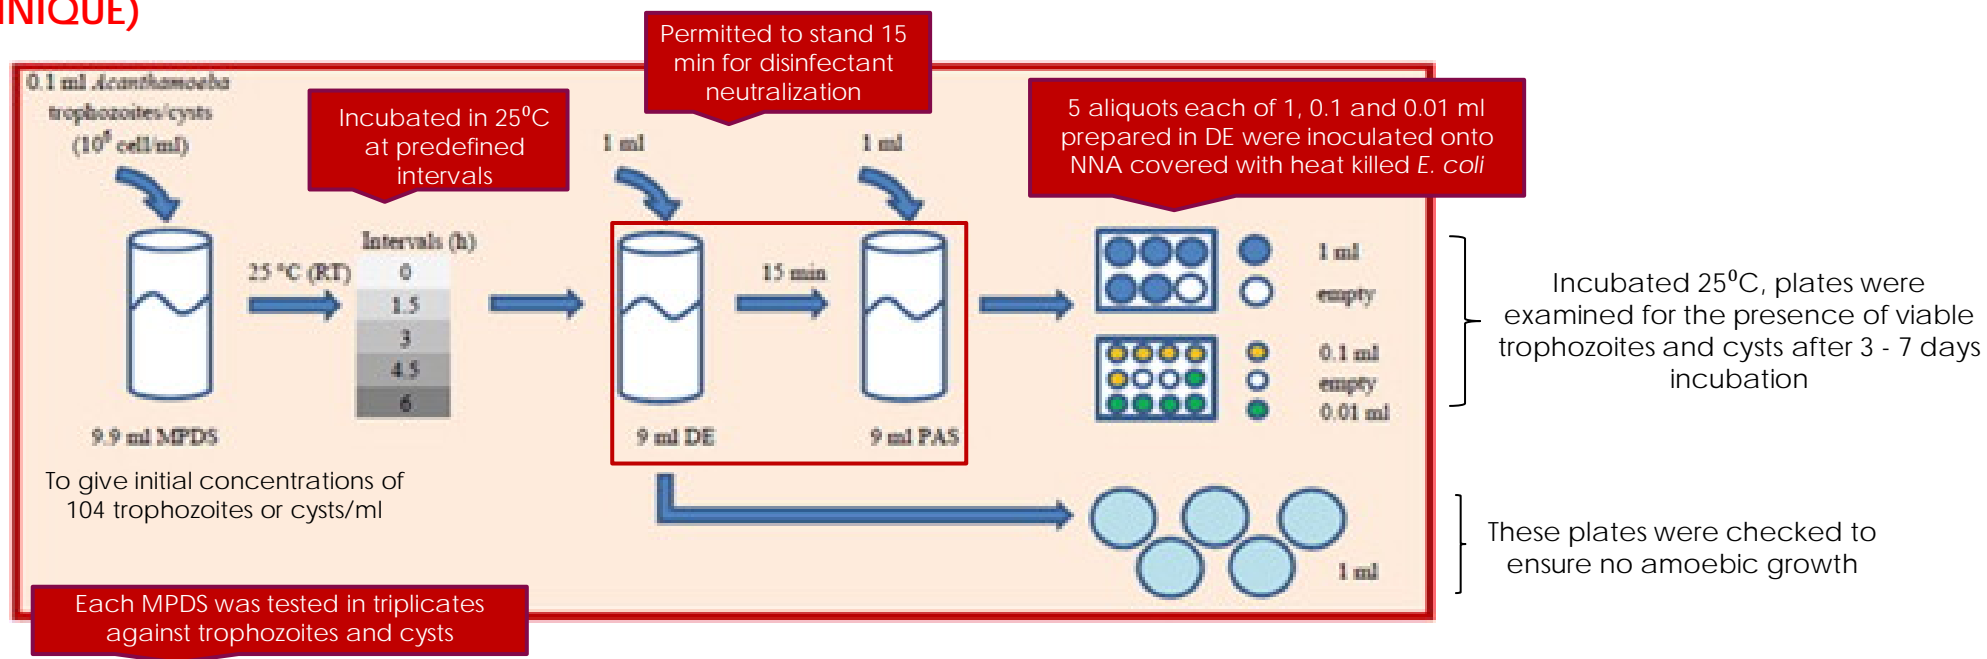 INIQUE)
0.1 ml Acanthamoeba
trophozoites/cysts
(10⁶ cell/ml)
Incubated in 25⁰C
at predefined
intervals
Permitted to stand 15
min for disinfectant
neutralization
5 aliquots each of 1, 0.1 and 0.01 ml
prepared in DE were inoculated onto
NNA covered with heat killed E. coli
1 ml
1 ml
25 °C (RT)
Intervals (h)
0
1.5
3
4.5
6
15 min
9.9 ml MPDS
9 ml DE
9 ml PAS
1 ml
empty
0.1 ml
empty
0.01 ml
Incubated 25⁰C, plates were
examined for the presence of viable
trophozoites and cysts after 3 - 7 days
incubation
To give initial concentrations of
104 trophozoites or cysts/ml
1 ml
These plates were checked to
ensure no amoebic growth
Each MPDS was tested in triplicates
against trophozoites and cysts